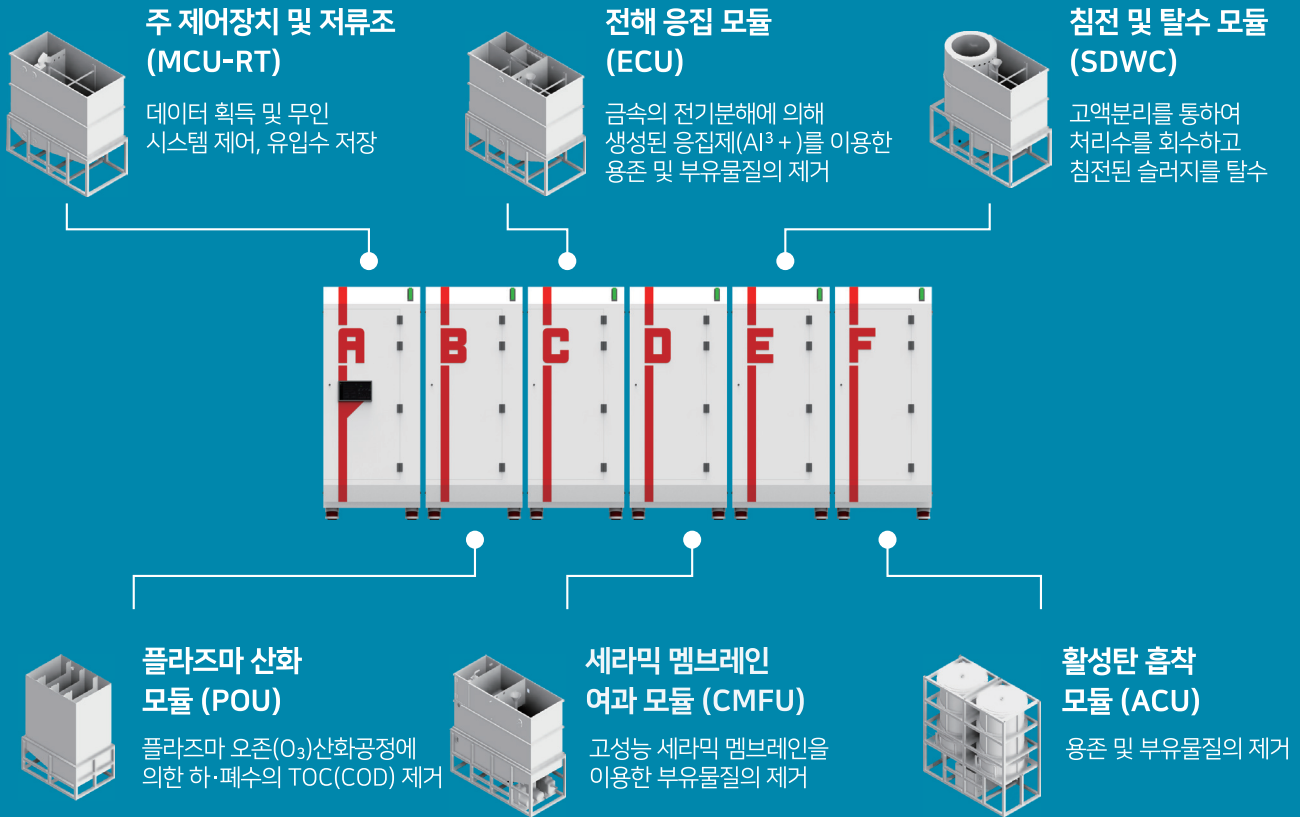 주 제어장치 및 저류조
(MCU-RT)
데이터 획득 및 무인
시스템 제어, 유입수 저장
전해 응집 모듈
(ECU)
금속의 전기분해에 의해
생성된 응집제(Al³ + )를 이용한
용존 및 부유물질의 제거
침전 및 탈수 모듈
(SDWC)
고액분리를 통하여
처리수를 회수하고
침전된 슬러지를 탈수
A
B
C
D
E
F
플라즈마 산화
모듈 (POU)
플라즈마 오존(O₃)산화공정에
의한 하·폐수의 TOC(COD) 제거
세라믹 멤브레인
여과 모듈 (CMFU)
고성능 세라믹 멤브레인을
이용한 부유물질의 제거
활성탄 흡착
모듈 (ACU)
용존 및 부유물질의 제거